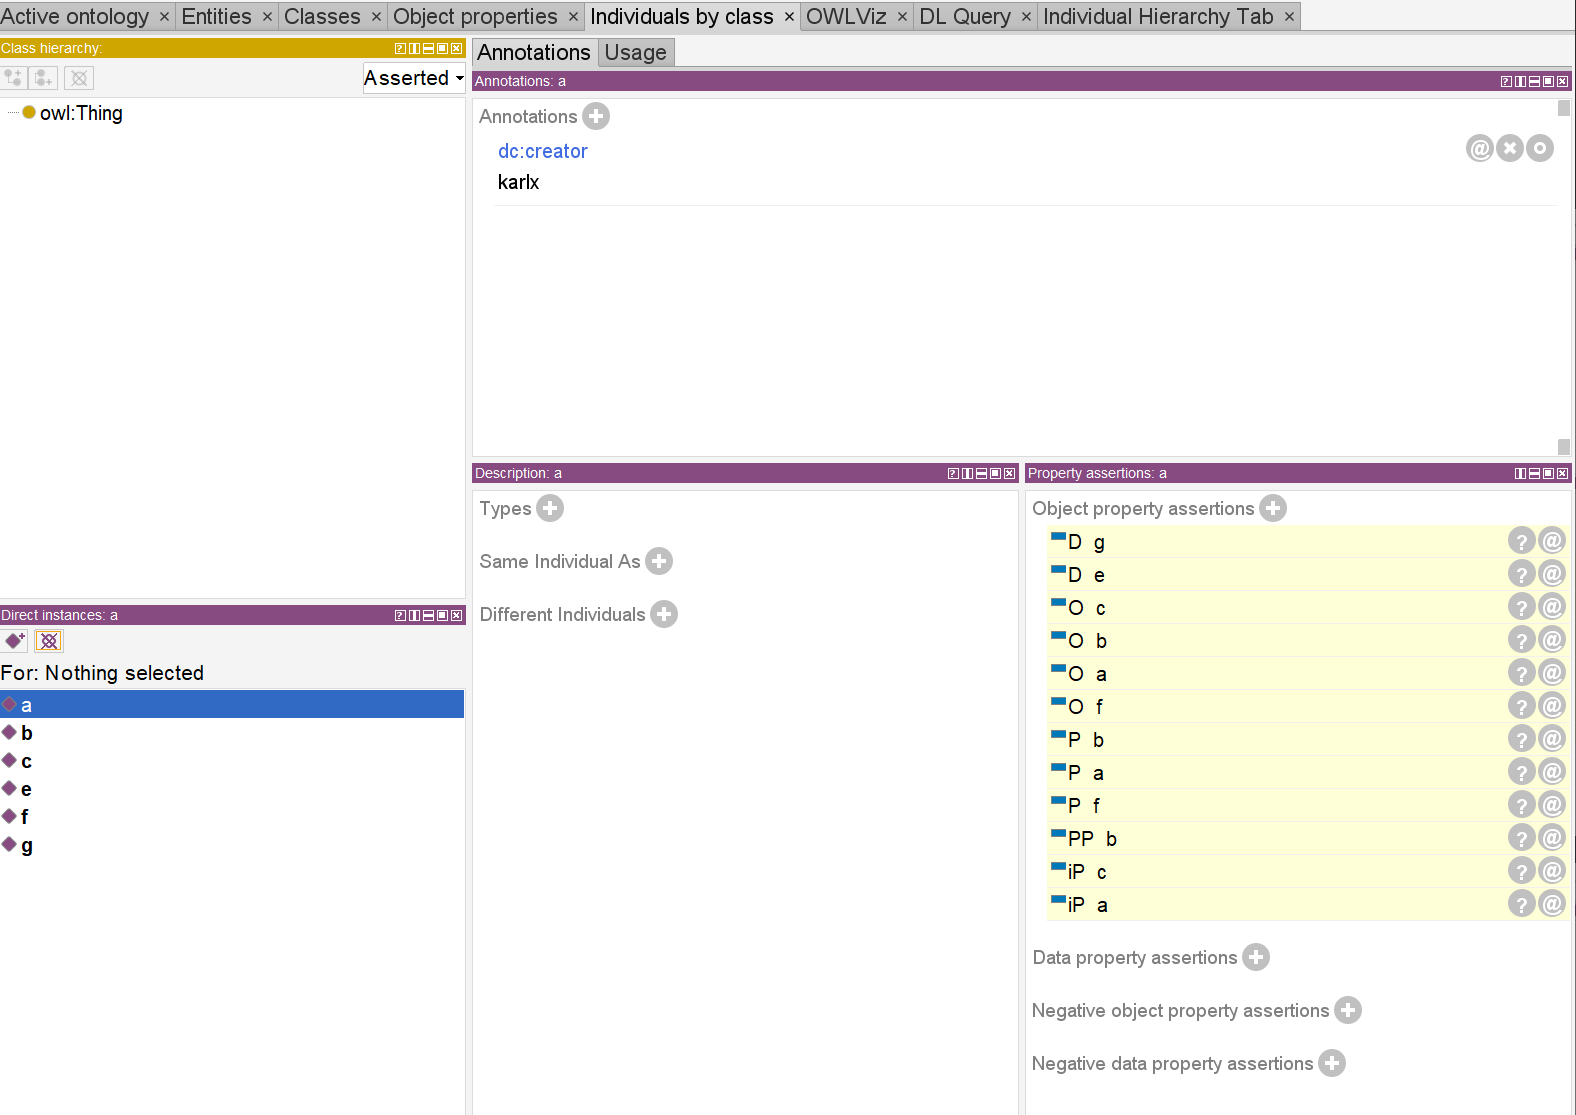 Active ontology × Entities × Classes × Object properties × Individuals by class × OWLViz × DL Query × Individual Hierarchy Tab ×
Class hierarchy:
Asserted
owl:Thing
Annotations Usage
Annotations: a
Annotations
dc:creator
karlx
Direct instances: a
For: Nothing selected
a
b
c
e
f
g
Description: a
Types
Same Individual As
Different Individuals
Property assertions: a
Object property assertions
D g
D e
O c
O b
O a
O f
P b
P a
P f
PP b
iP c
iP a
Data property assertions
Negative object property assertions
Negative data property assertions